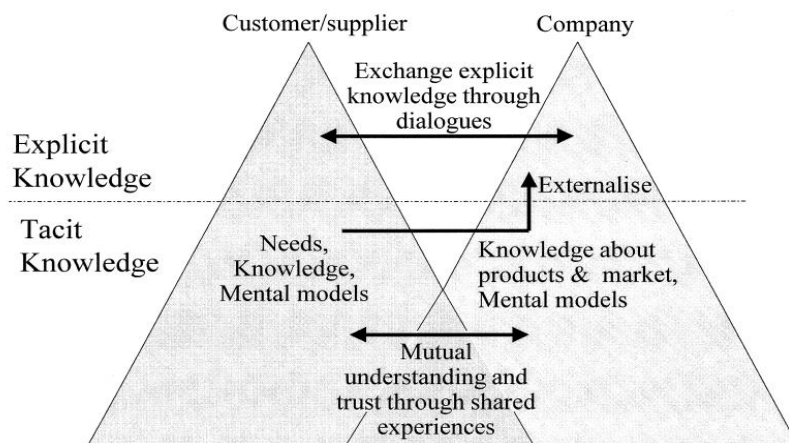 Customer/supplier
Company
Exchange explicit
knowledge through
dialogues
Explicit
Knowledge
Externalise
Tacit
Knowledge
Needs,
Knowledge,
Mental models
Knowledge about
products & market,
Mental models
Mutual
understanding and
trust through shared
experiences